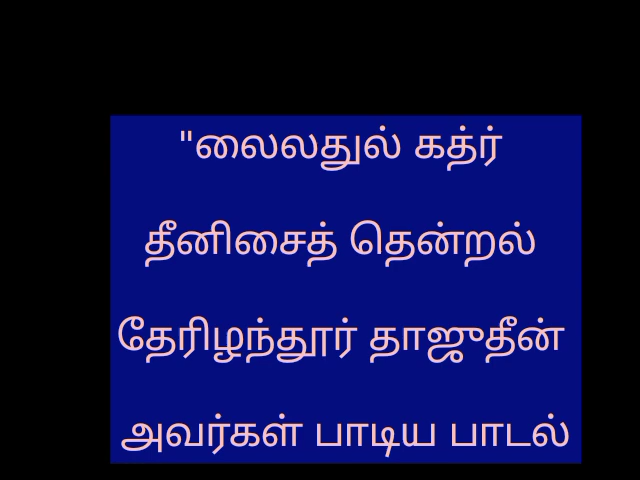 "லைலதுல் கத்ர்
தீனிசைத் தென்றல்
தேரிழந்தூர் தாஜுதீன்
அவர்கள் பாடிய பாடல்